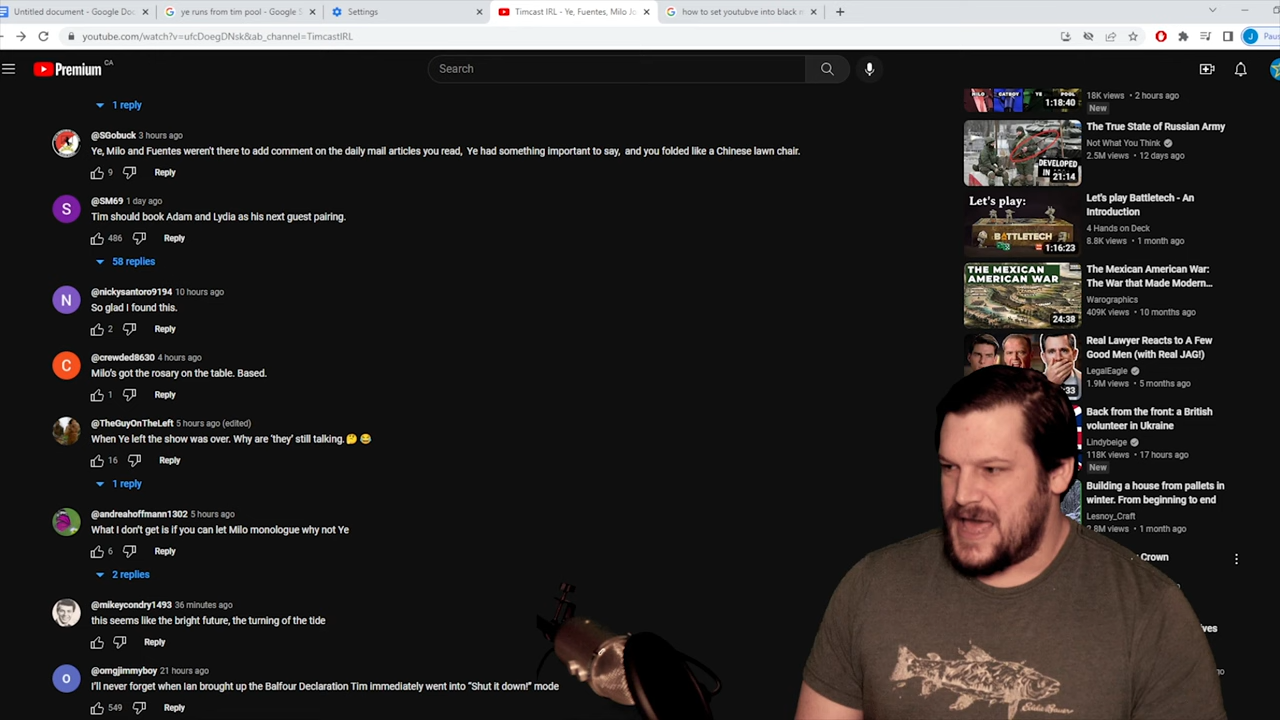 Untitled document - Google Doc
ye runs from tim pool - Google S
Settings
Timcast IRL - Ye, Fuentes, Milo Jo
how to set youtubve into black m
youtube.com/watch?v=ufcDoegDNsk&ab_channel=TimcastIRL
J
Paus
Premium
CA
Search
1 reply
@SGobuck 3 hours ago
Ye, Milo and Fuentes weren't there to add comment on the daily mail articles you read, Ye had something important to say, and you folded like a Chinese lawn chair.
9
Reply
S
@SM69 1 day ago
Tim should book Adam and Lydia as his next guest pairing.
486
Reply
58 replies
N
@nickysantoro9194 10 hours ago
So glad I found this.
2
Reply
C
@crewded8630 4 hours ago
Milo's got the rosary on the table. Based.
1
Reply
@TheGuyOnTheLeft 5 hours ago (edited)
When Ye left the show was over. Why are 'they' still talking.🤔 😂
16
Reply
1 reply
@andreahoffmann1302 5 hours ago
What I don't get is if you can let Milo monologue why not Ye
6
Reply
2 replies
@mikeycondry1493 36 minutes ago
this seems like the bright future, the turning of the tide
Reply
o
@omgjimmyboy 21 hours ago
I'll never forget when Ian brought up the Balfour Declaration Tim immediately went into "Shut it down!" mode
549
Reply
MILO
CATBOY
YE
POOL
1:18:40
18K views • 2 hours ago
New
DEVELOPED
IN
21:14
The True State of Russian Army
Not What You Think
2.5M views • 12 days ago
Let's play:
BATTLETECH
1:16:23
Let's play Battletech - An
Introduction
4 Hands on Deck
8.8K views • 1 month ago
THE MEXICAN
AMERICAN WAR
24:38
The Mexican American War:
The War that Made Modern...
Warographics
409K views • 10 months ago
:33
Real Lawyer Reacts to A Few
Good Men (with Real JAG!)
LegalEagle
1.9M views • 5 months ago
Back from the front: a British
volunteer in Ukraine
Lindybeige
118K views • 17 hours ago
New
Building a house from pallets in
winter. From beginning to end
Lesnoy_Craft
2.8M views • 1 month ago
Crown
Eddie Bauer